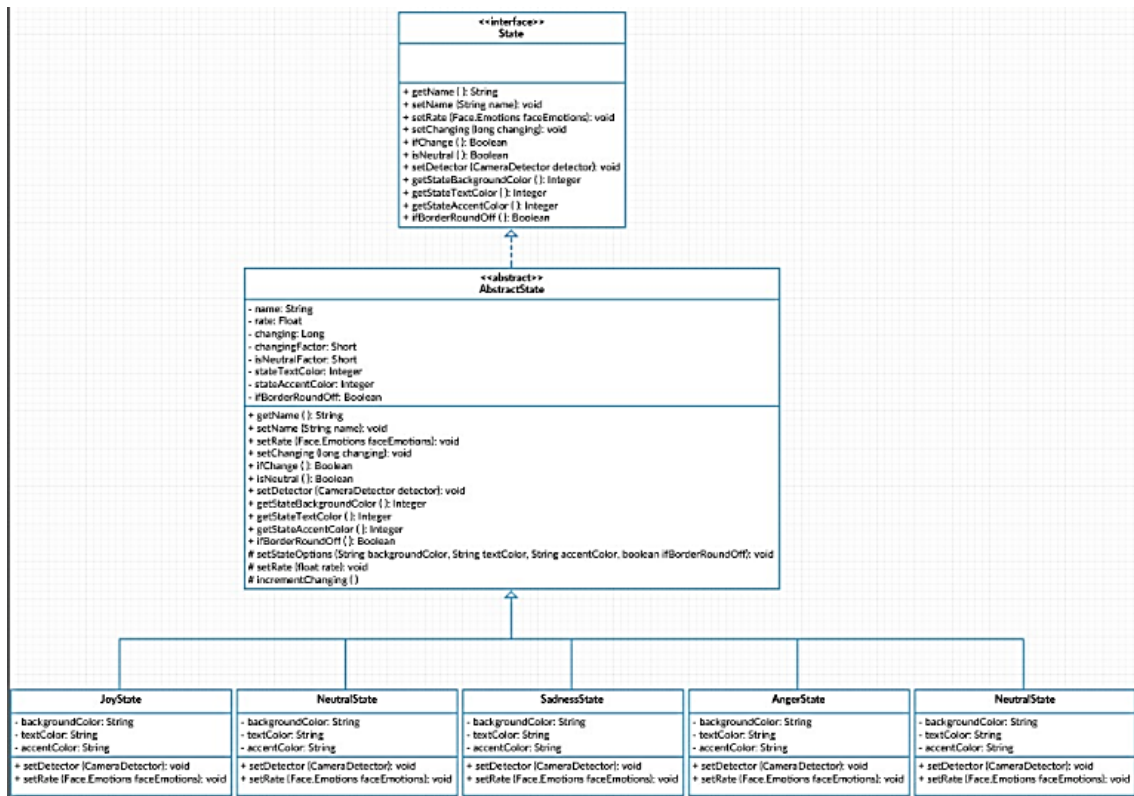 <<interface>>
State
+ getName ( ): String
+ setName (String name): void
+ setRate (Face.Emotions faceEmotions): void
+ setChanging (long changing): void
+ ifChange ( ): Boolean
+ isNeutral ( ): Boolean
+ setDetector (CameraDetector detector): void
+ getStateBackgroundColor ( ): Integer
+ getStateTextColor ( ): Integer
+ getStateAccentColor ( ): Integer
+ ifBorderRoundOff ( ): Boolean
<<abstract>>
AbstractState
- name: String
- rate: Float
- changing: Long
- changingFactor: Short
- isNeutralFactor: Short
- stateTextColor: Integer
- stateAccentColor: Integer
- ifBorderRoundOff: Boolean
+ getName ( ): String
+ setName (String name): void
+ setRate (Face.Emotions faceEmotions): void
+ setChanging (long changing): void
+ ifChange ( ): Boolean
+ isNeutral ( ): Boolean
+ setDetector (CameraDetector detector): void
+ getStateBackgroundColor ( ): Integer
+ getStateTextColor ( ): Integer
+ getStateAccentColor ( ): Integer
+ ifBorderRoundOff ( ): Boolean
# setStateOptions (String backgroundColor, String textColor, String accentColor, boolean ifBorderRoundOff): void
# setRate (float rate): void
# incrementChanging ( )
JoyState
- backgroundColor: String
- textColor: String
- accentColor: String
+ setDetector (CameraDetector): void
+ setRate (Face.Emotions faceEmotions): void
NeutralState
- backgroundColor: String
- textColor: String
- accentColor: String
+ setDetector (CameraDetector): void
+ setRate (Face.Emotions faceEmotions): void
SadnessState
- backgroundColor: String
- textColor: String
- accentColor: String
+ setDetector (CameraDetector): void
+ setRate (Face.Emotions faceEmotions): void
AngerState
- backgroundColor: String
- textColor: String
- accentColor: String
+ setDetector (CameraDetector): void
+ setRate (Face.Emotions faceEmotions): void
NeutralState
- backgroundColor: String
- textColor: String
- accentColor: String
+ setDetector (CameraDetector): void
+ setRate (Face.Emotions faceEmotions): void